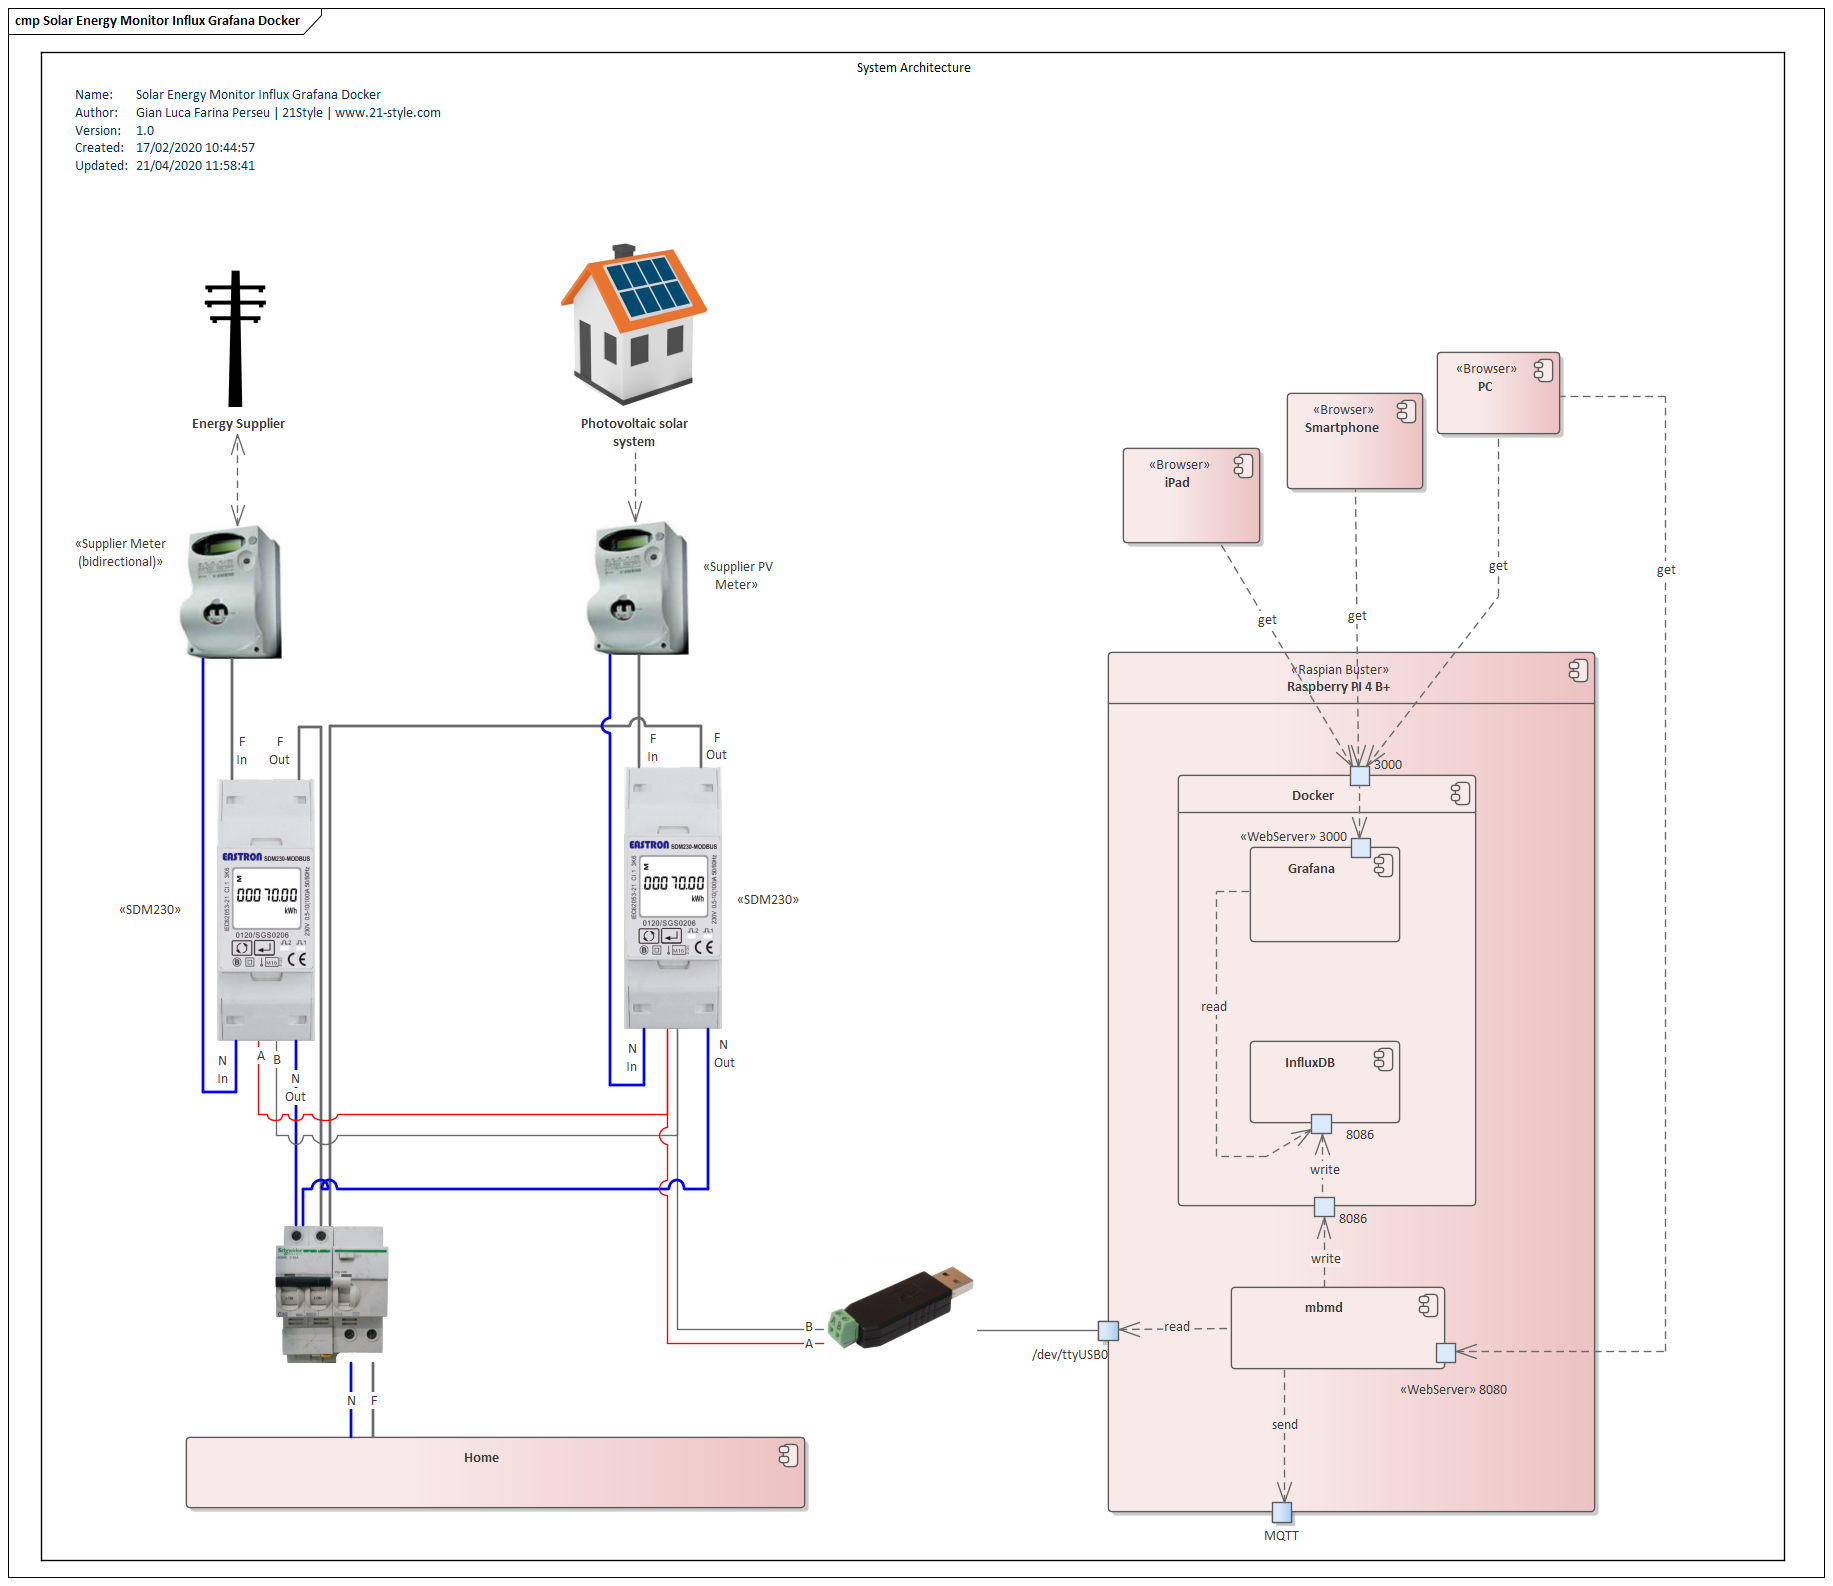 cmp Solar Energy Monitor Influx Grafana Docker
System Architecture
Name: Solar Energy Monitor Influx Grafana Docker
Author: Gian Luca Farina Perseu | 21Style | www.21-style.com
Version: 1.0
Created: 17/02/2020 10:44:57
Updated: 21/04/2020 11:58:41
Energy Supplier
Photovoltaic solar
system
«Supplier Meter
(bidirectional)»
«Supplier PV
Meter»
F
In
F
Out
F
In
F
Out
EASTRON SDM230-MODBUS
M
000 70.00
kWh
0120/SGS0206
CE
«SDM230»
EASTRON SDM230-MODBUS
M
000 70.00
kWh
0120/SGS0206
CE
«SDM230»
N
In
A
B
N
Out
N
In
N
Out
Schneider
B
A
N
F
Home
«Browser»
iPad
«Browser»
Smartphone
«Browser»
PC
get
get
get
get
«Raspian Buster»
Raspberry PI 4 B+
3000
Docker
«WebServer» 3000
Grafana
read
InfluxDB
8086
write
8086
write
mbmd
read
/dev/ttyUSB0
«WebServer» 8080
send
MQTT